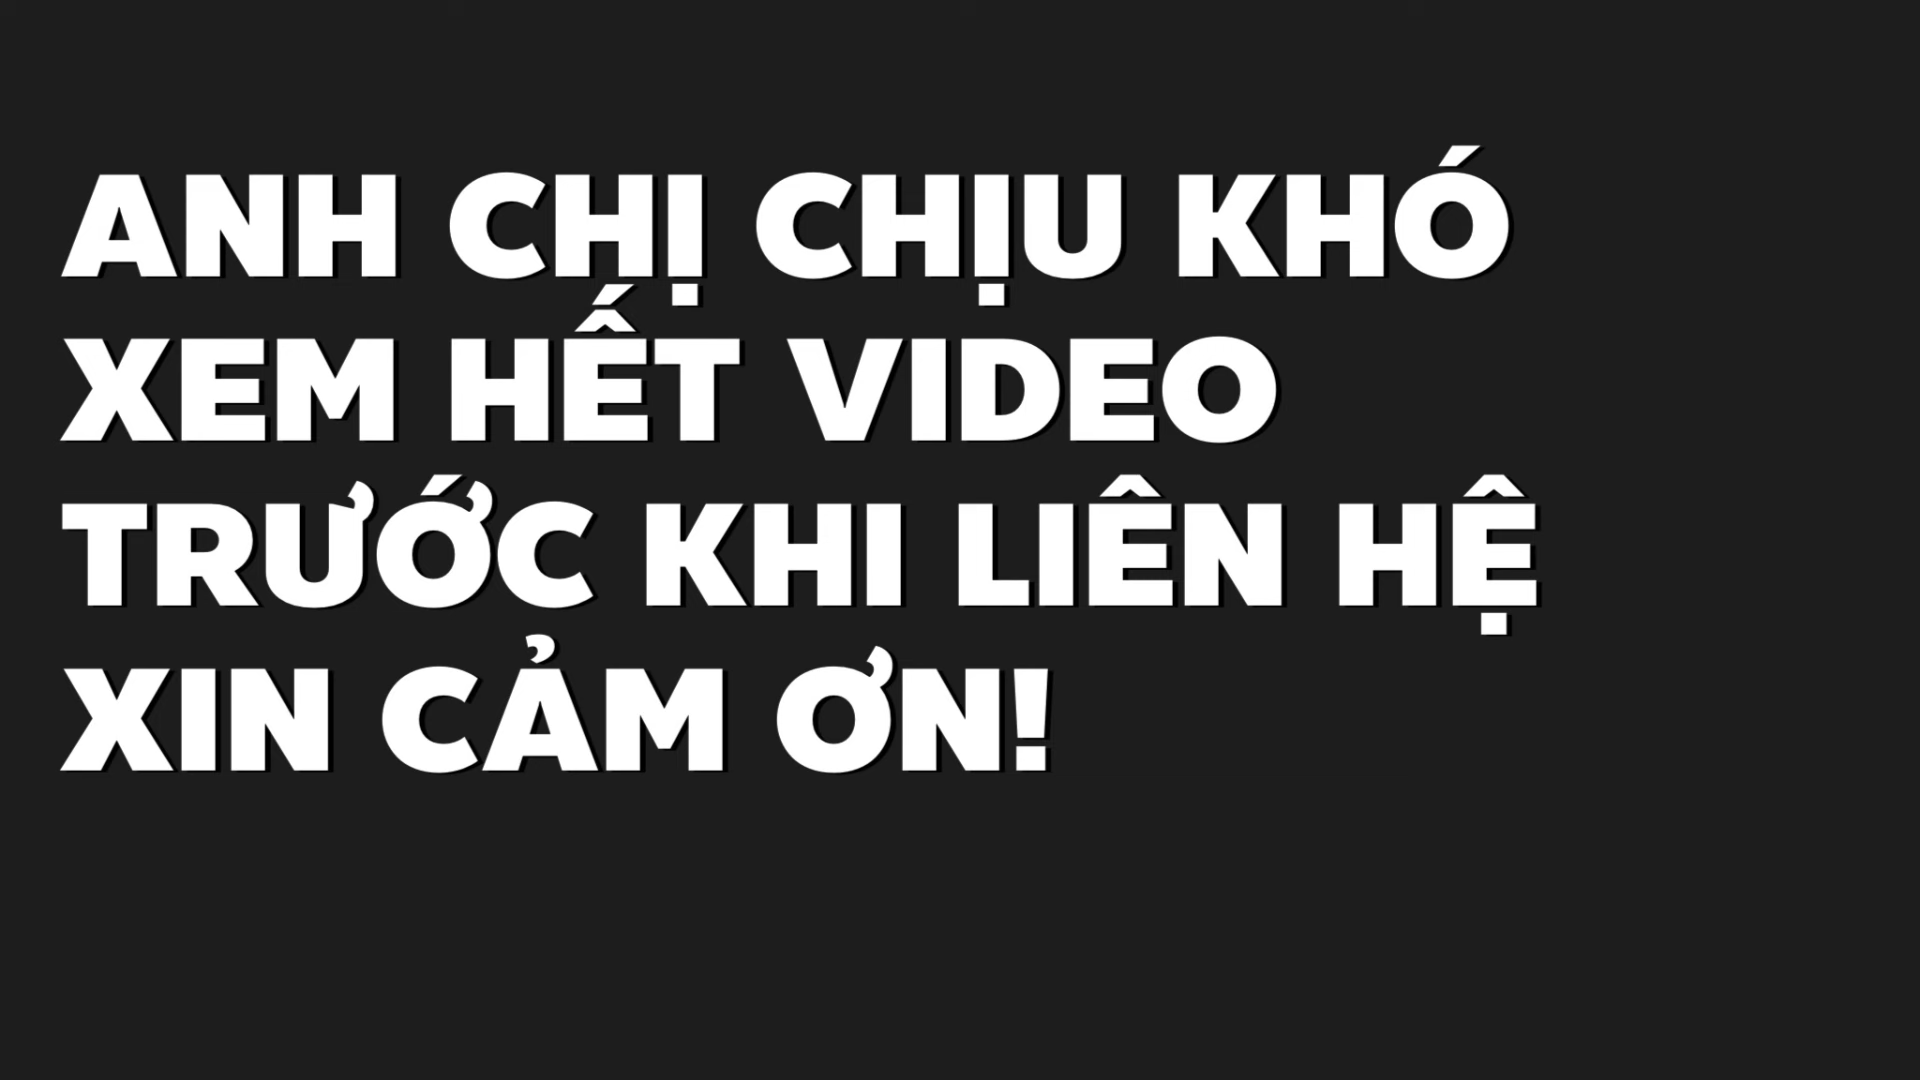 ANH CHỊ CHỊU KHÓ
XEM HẾT VIDEO
TRƯỚC KHI LIÊN HỆ
XIN CẢM ƠN!